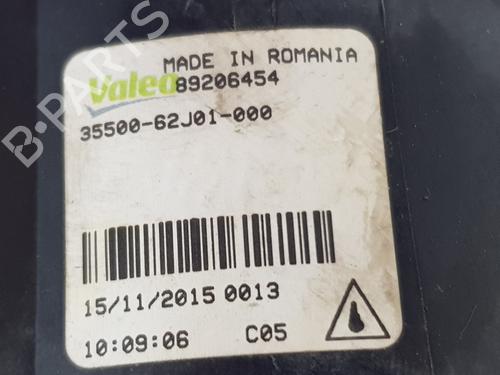 MADE IN ROMANIA
Valeo 89206454
35500-62J01-000
15/11/2015 0013
10:09:06 C05
B-PARTS